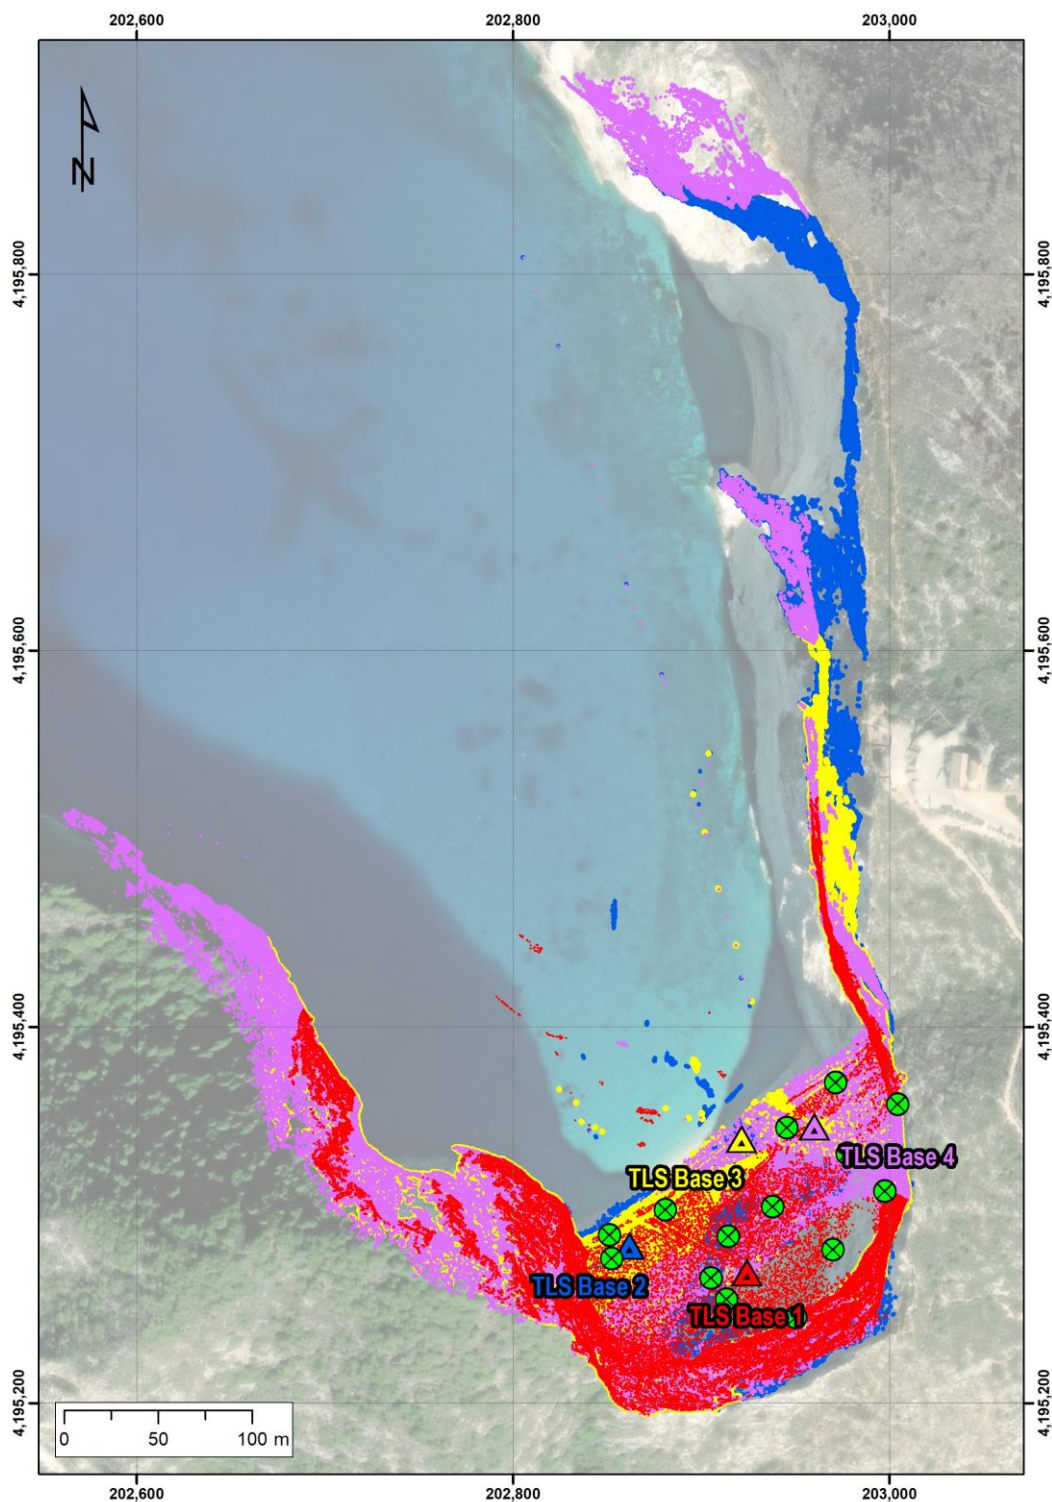 202,600 202,800 203,000
N
4,195,800 4,195,800
4,195,600 4,195,600
4,195,400 4,195,400
TLS Base 4
TLS Base 3
TLS Base 2
TLS Base 1
4,195,200 4,195,200
0 50 100 m
202,600 202,800 203,000